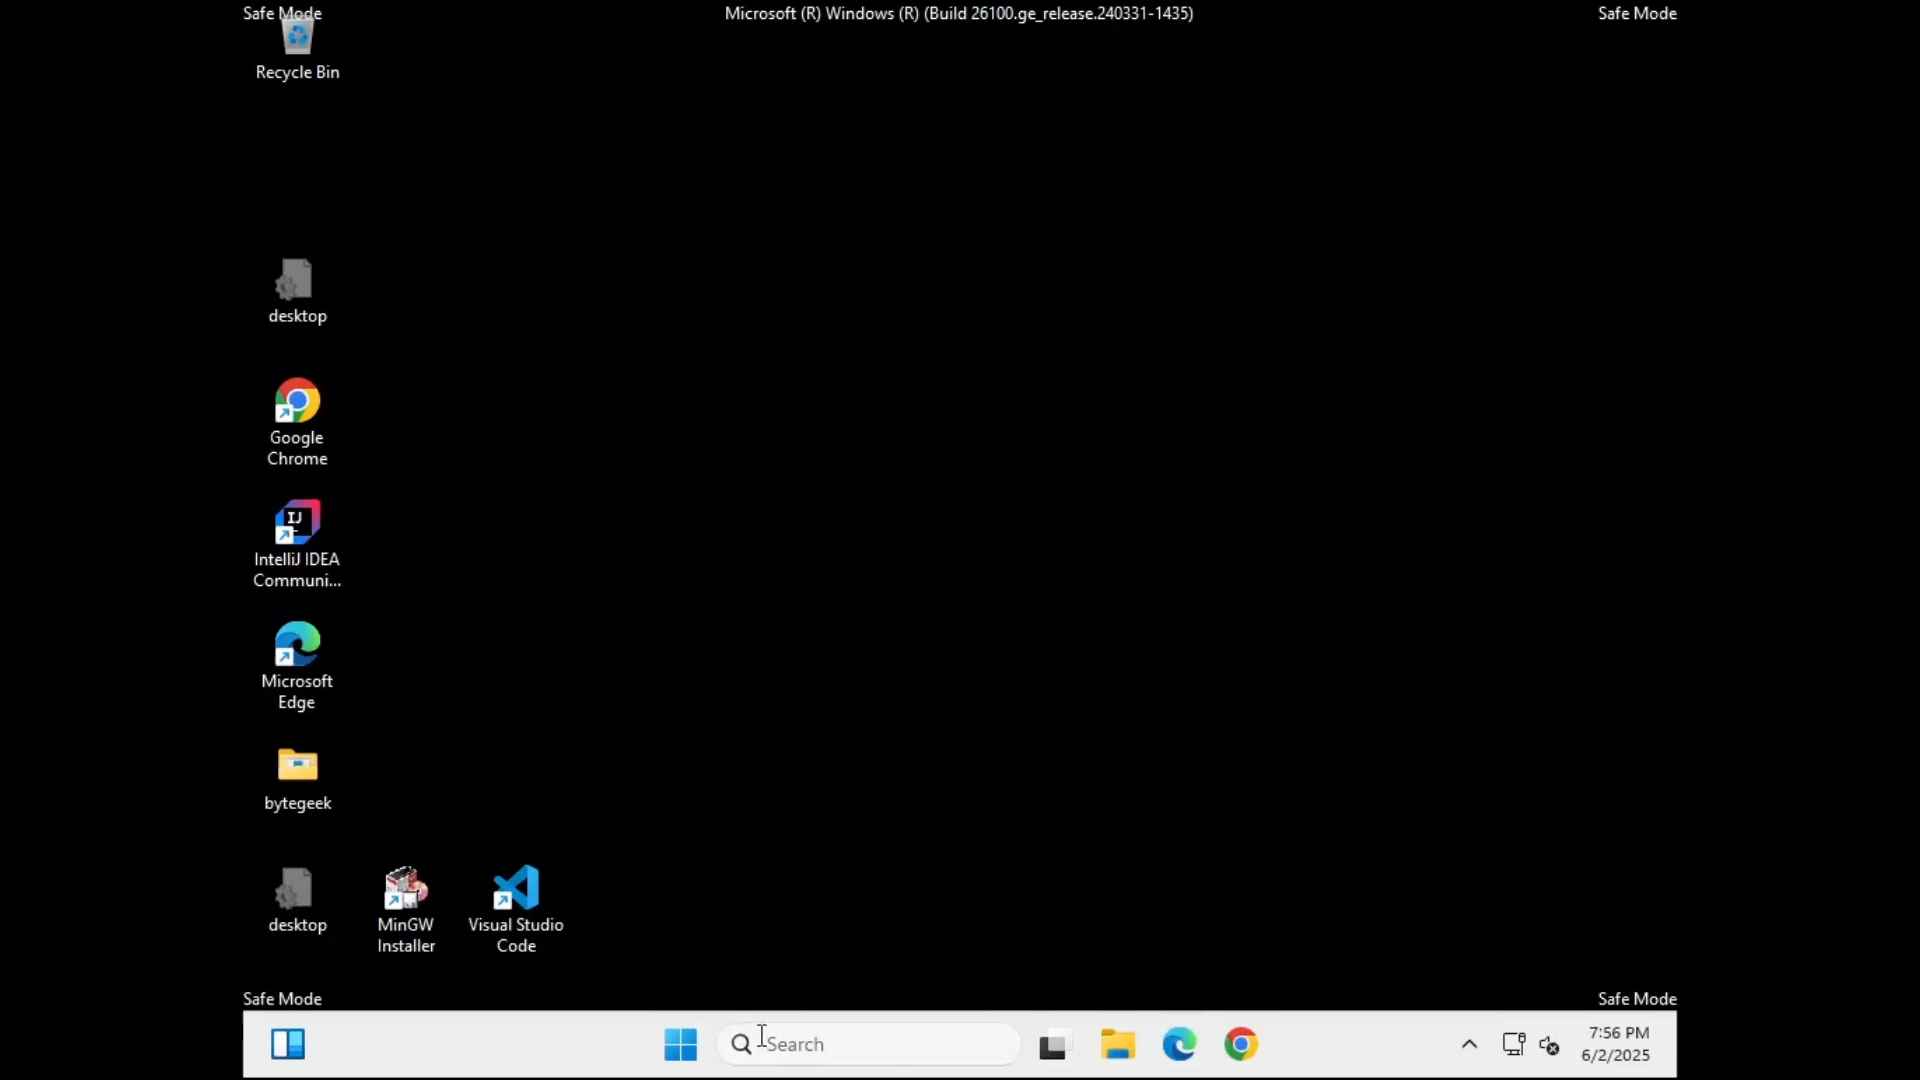 Safe Mode
Microsoft (R) Windows (R) (Build 26100.ge_release.240331-1435)
Safe Mode
Recycle Bin
desktop
Google
Chrome
IJ
IntelliJ IDEA
Communi...
Microsoft
Edge
bytegeek
desktop
MinGW
Installer
Visual Studio
Code
Safe Mode
Safe Mode
Search
7:56 PM
6/2/2025